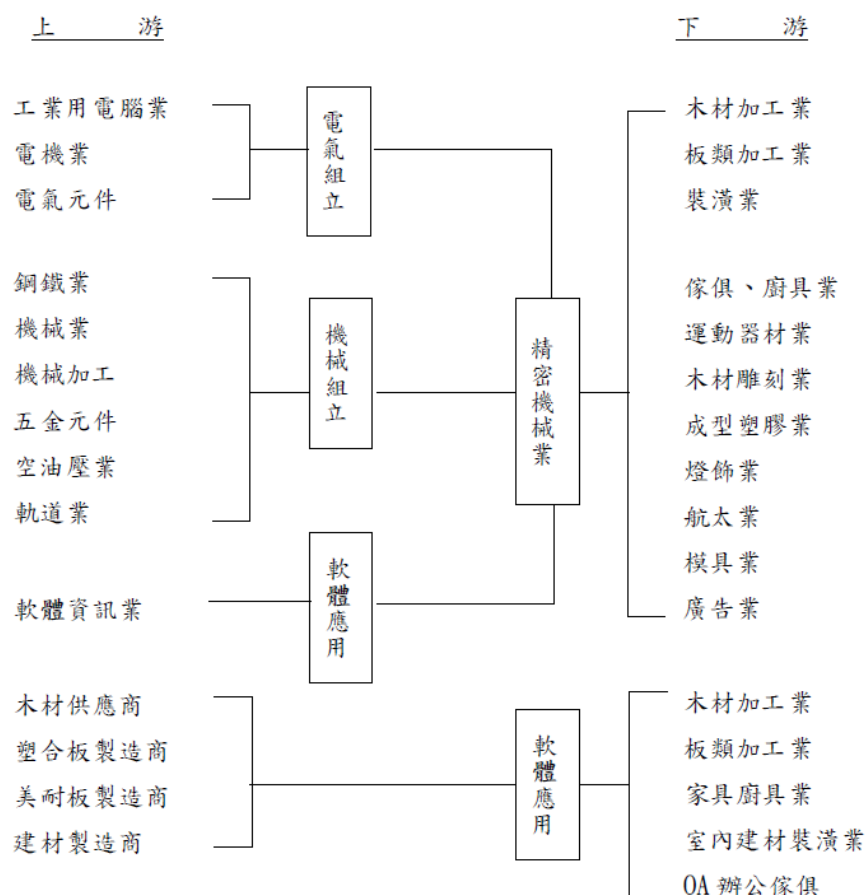 上游
下游
工業用電腦業
電機業
電氣元件
電氣組立
木材加工業
板類加工業
裝潢業
鋼鐵業
機械業
機械加工
五金元件
空油壓業
軌道業
機械組立
精密機械業
傢俱、廚具業
運動器材業
木材雕刻業
成型塑膠業
燈飾業
航太業
模具業
廣告業
軟體資訊業
軟體應用
木材供應商
塑合板製造商
美耐板製造商
建材製造商
軟體應用
木材加工業
板類加工業
家具廚具業
室內建材裝潢業
OA 辦公傢俱